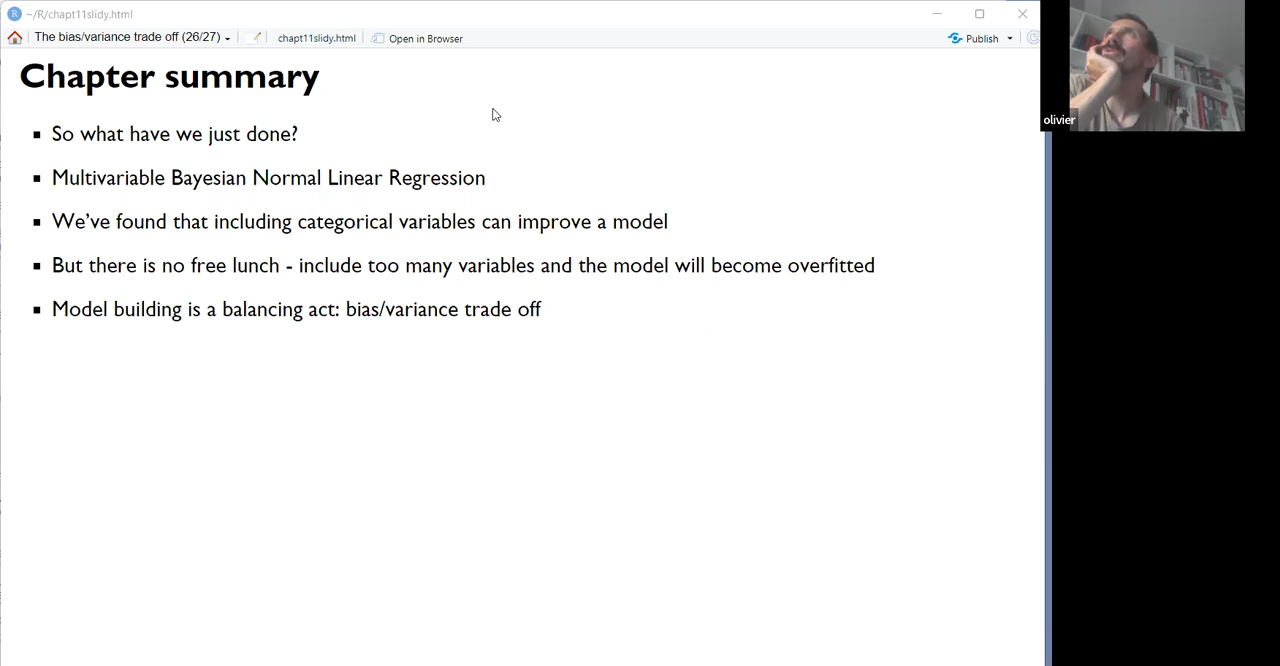 ~/R/chapt11slidy.html
The bias/variance trade off (26/27)
chapt11slidy.html
Open in Browser
Publish
Chapter summary
So what have we just done?
Multivariable Bayesian Normal Linear Regression
We've found that including categorical variables can improve a model
But there is no free lunch - include too many variables and the model will become overfitted
Model building is a balancing act: bias/variance trade off
olivier